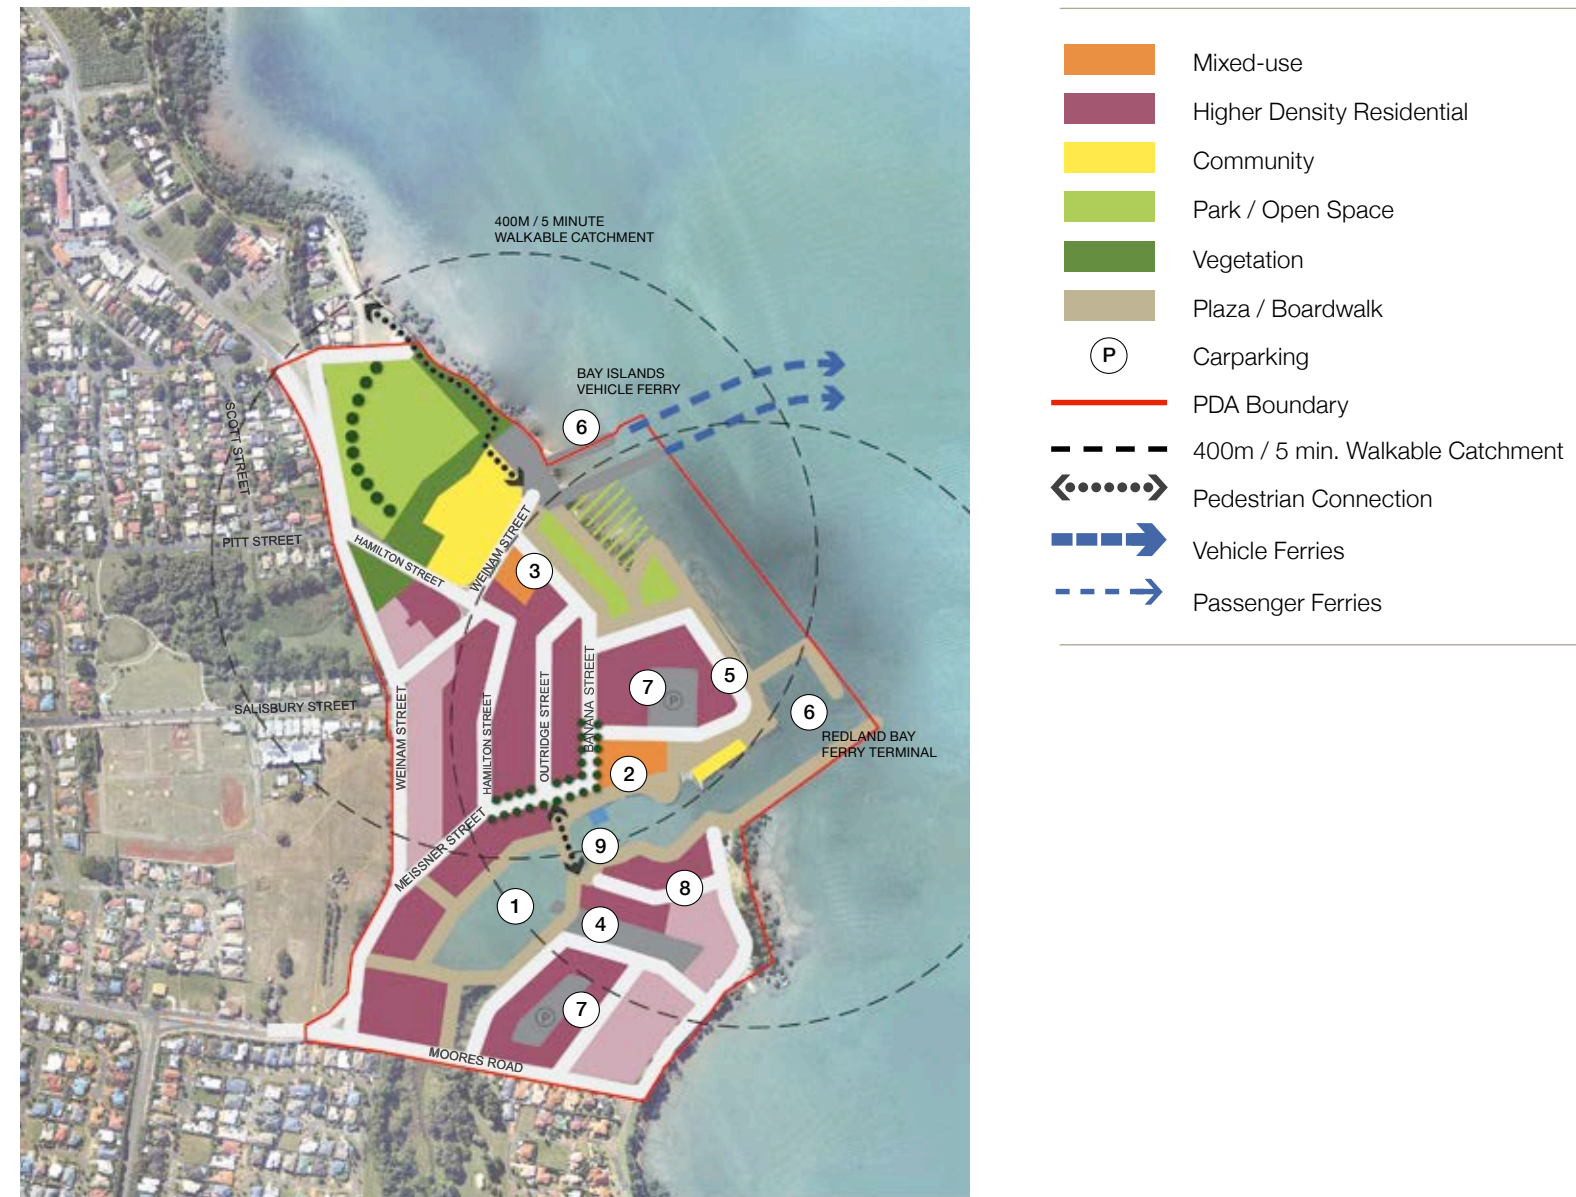 400M / 5 MINUTE
WALKABLE CATCHMENT
BAY ISLANDS
VEHICLE FERRY
6
SCOTT STREET
PITT STREET
HAMILTON STREET
WEINAM STREET
3
BANANA STREET
7
P
5
6
REDLAND BAY
FERRY TERMINAL
SALISBURY STREET
WEINAM STREET
HAMILTON STREET
OUTRIDGE STREET
2
MEISSNER STREET
9
8
1
4
7
P
MOORES ROAD
Mixed-use
Higher Density Residential
Community
Park / Open Space
Vegetation
Plaza / Boardwalk
P
Carparking
PDA Boundary
400m / 5 min. Walkable Catchment
Pedestrian Connection
Vehicle Ferries
Passenger Ferries